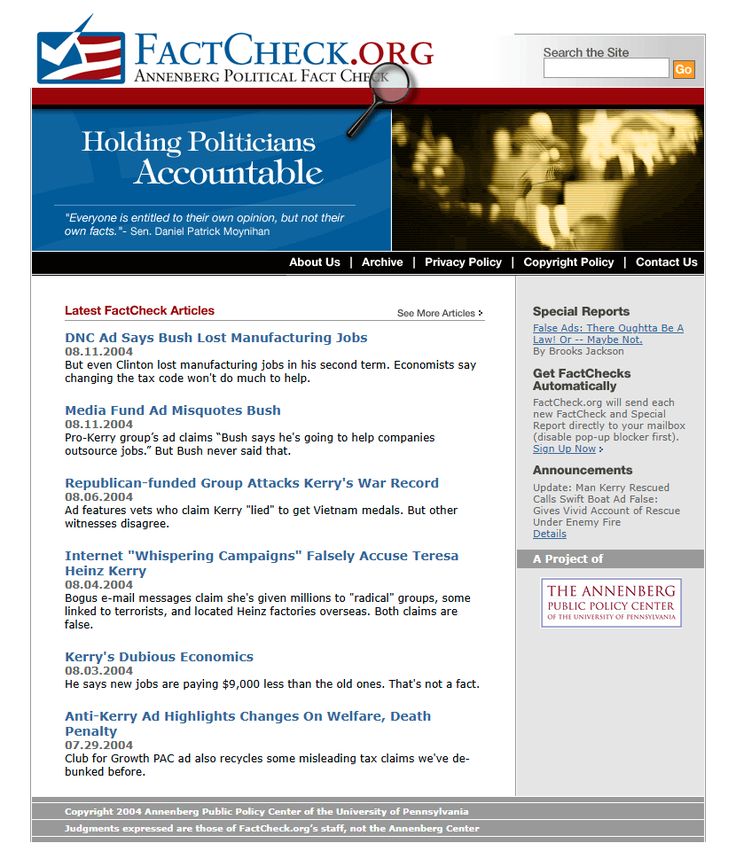 FACTCHECK.ORG
ANNENBERG POLITICAL FACT CHECK
Search the Site
Go
Holding Politicians
Accountable
"Everyone is entitled to their own opinion, but not their
own facts."- Sen. Daniel Patrick Moynihan
About Us | Archive | Privacy Policy | Copyright Policy | Contact Us
Latest FactCheck Articles
See More Articles
DNC Ad Says Bush Lost Manufacturing Jobs
08.11.2004
But even Clinton lost manufacturing jobs in his second term. Economists say
changing the tax code won't do much to help.
Media Fund Ad Misquotes Bush
08.11.2004
Pro-Kerry group's ad claims “Bush says he's going to help companies
outsource jobs.” But Bush never said that.
Republican-funded Group Attacks Kerry's War Record
08.06.2004
Ad features vets who claim Kerry "lied" to get Vietnam medals. But other
witnesses disagree.
Internet "Whispering Campaigns" Falsely Accuse Teresa
Heinz Kerry
08.04.2004
Bogus e-mail messages claim she's given millions to "radical" groups, some
linked to terrorists, and located Heinz factories overseas. Both claims are
false.
Kerry's Dubious Economics
08.03.2004
He says new jobs are paying $9,000 less than the old ones. That's not a fact.
Anti-Kerry Ad Highlights Changes On Welfare, Death
Penalty
07.29.2004
Club for Growth PAC ad also recycles some misleading tax claims we've de-
bunked before.
Special Reports
False Ads: There Oughtta Be A
Law! Or -- Maybe Not.
By Brooks Jackson
Get FactChecks
Automatically
FactCheck.org will send each
new FactCheck and Special
Report directly to your mailbox
(disable pop-up blocker first).
Sign Up Now
Announcements
Update: Man Kerry Rescued
Calls Swift Boat Ad False:
Gives Vivid Account of Rescue
Under Enemy Fire
Details
A Project of
THE ANNENBERG
PUBLIC POLICY CENTER
OF THE UNIVERSITY OF PENNSYLVANIA
Copyright 2004 Annenberg Public Policy Center of the University of Pennsylvania
Judgments expressed are those of FactCheck.org's staff, not the Annenberg Center